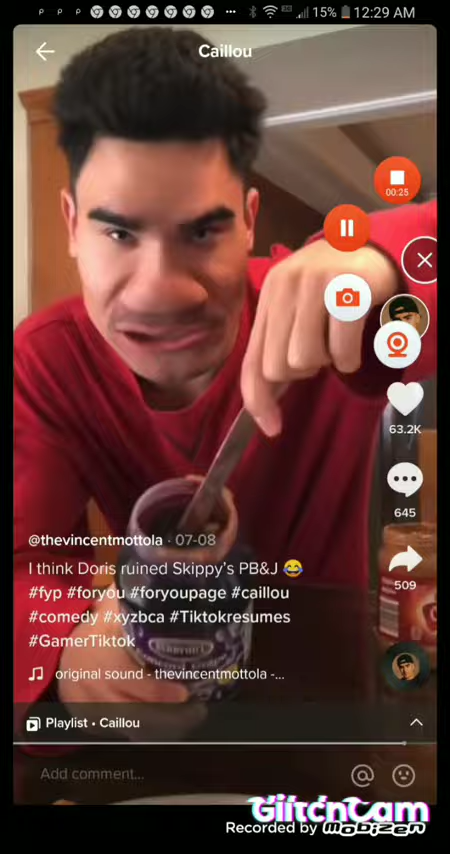 P P P ... 15% 12:29 AM
Caillou
00:25
63.2K
645
509
@thevincentmottola · 07-08
I think Doris ruined Skippy's PB&J 😂
#fyp #foryou #foryoupage #caillou
#comedy #xyzbca #Tiktokresumes
#GamerTiktok
original sound - thevincentmottola -...
Playlist • Caillou
Add comment...
GlitchCam
Recorded by mobizen